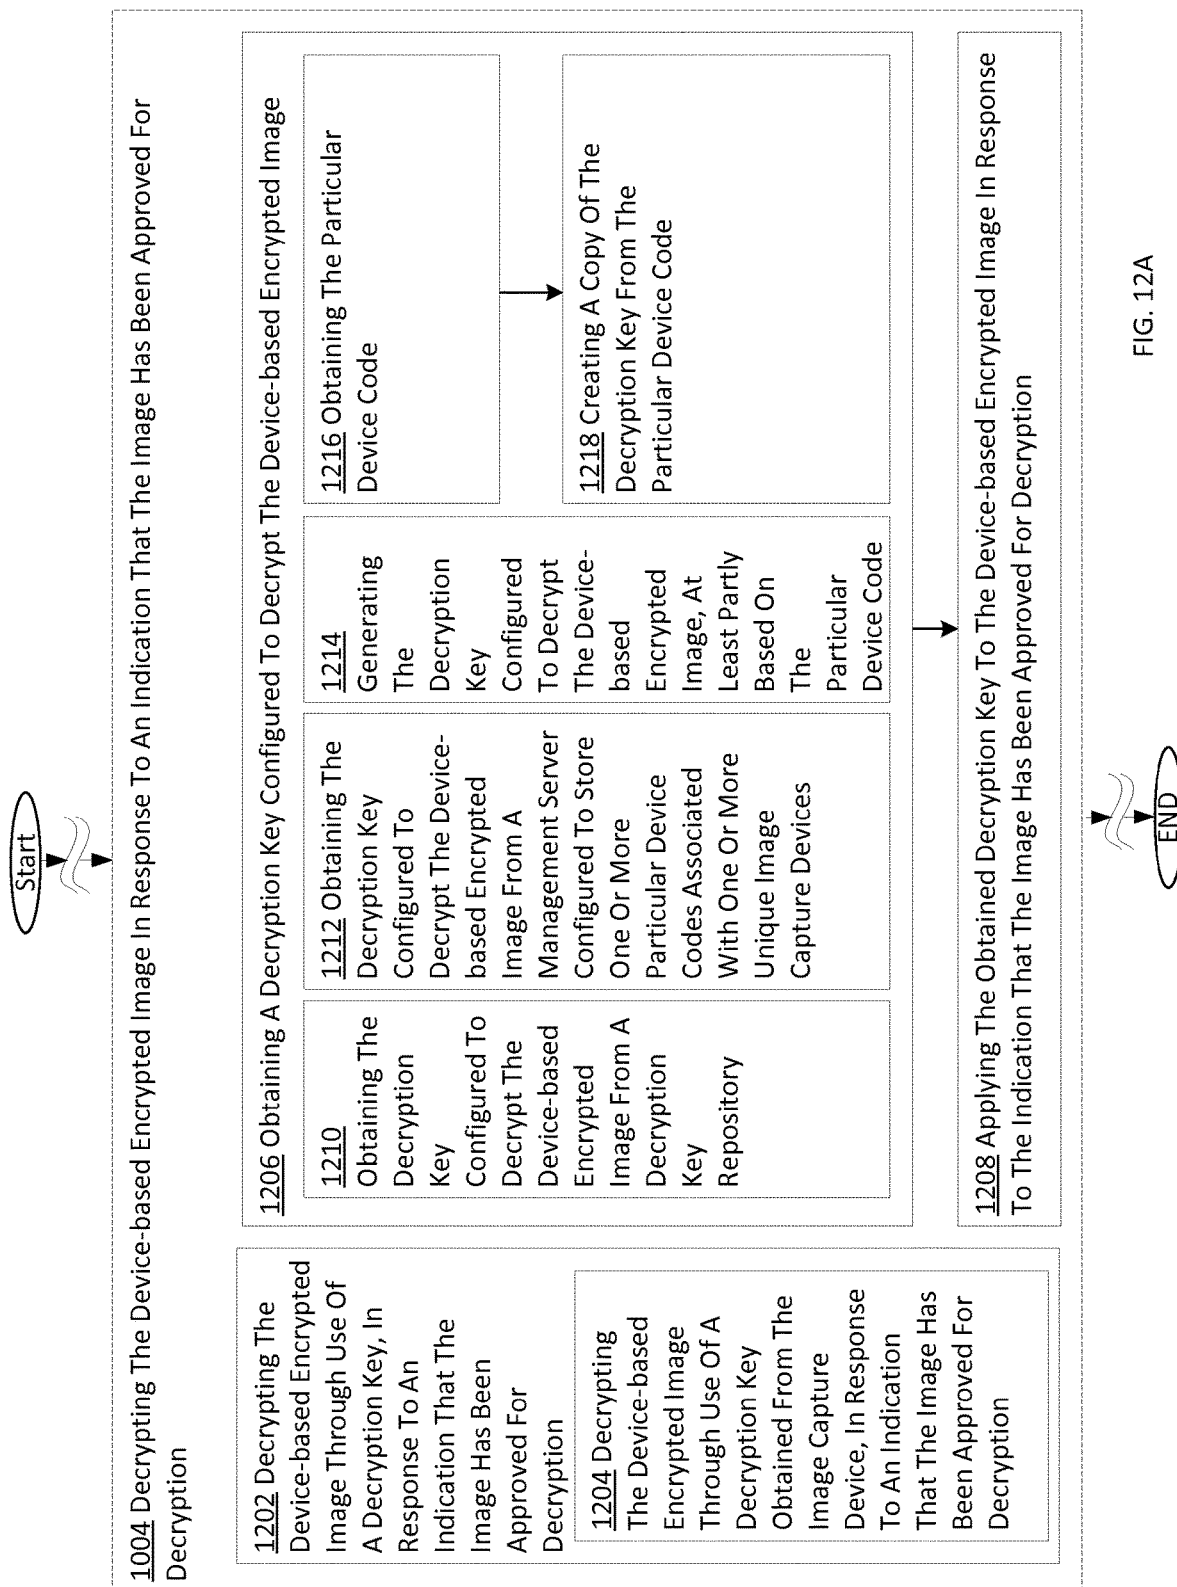 Start
1004 Decrypting The Device-based Encrypted Image In Response To An Indication That The Image Has Been Approved For
Decryption
1202 Decrypting The
Device-based Encrypted
Image Through Use Of
A Decryption Key, In
Response To An
Indication That The
Image Has Been
Approved For
Decryption
1204 Decrypting
The Device-based
Encrypted Image
Through Use Of A
Decryption Key
Obtained From The
Image Capture
Device, In Response
To An Indication
That The Image Has
Been Approved For
Decryption
1206 Obtaining A Decryption Key Configured To Decrypt The Device-based Encrypted Image
1210
Obtaining The
Decryption
Key
Configured To
Decrypt The
Device-based
Encrypted
Image From A
Decryption
Key
Repository
1212 Obtaining The
Decryption Key
Configured To
Decrypt The Device-
based Encrypted
Image From A
Management Server
Configured To Store
One Or More
Particular Device
Codes Associated
With One Or More
Unique Image
Capture Devices
1214
Generating
The
Decryption
Key
Configured
To Decrypt
The Device-
based
Encrypted
Image, At
Least Partly
Based On
The
Particular
Device Code
1216 Obtaining The Particular
Device Code
1218 Creating A Copy Of The
Decryption Key From The
Particular Device Code
1208 Applying The Obtained Decryption Key To The Device-based Encrypted Image In Response
To The Indication That The Image Has Been Approved For Decryption
END
FIG. 12A